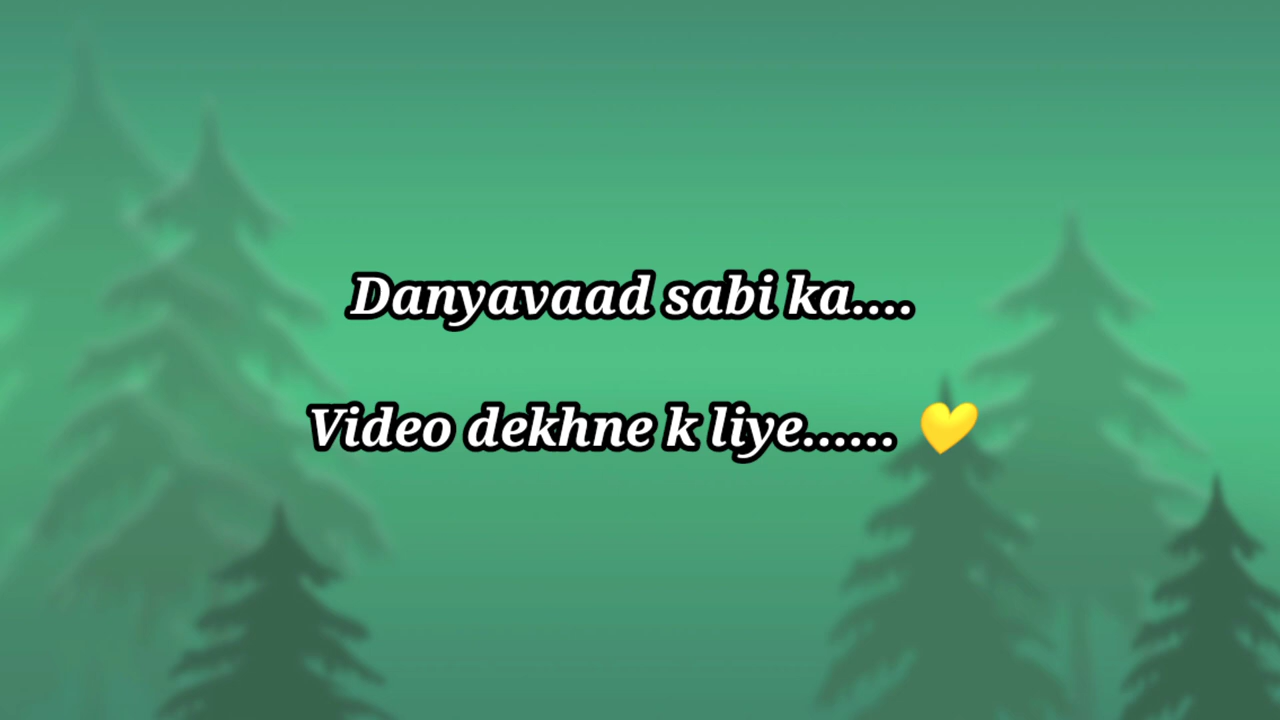 Danyavaad sabi ka....
Video dekhne k liye...... 💛